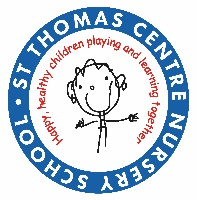 ST THOMAS CENTRE NURSERY SCHOOL •
Happy, healthy children playing and learning together